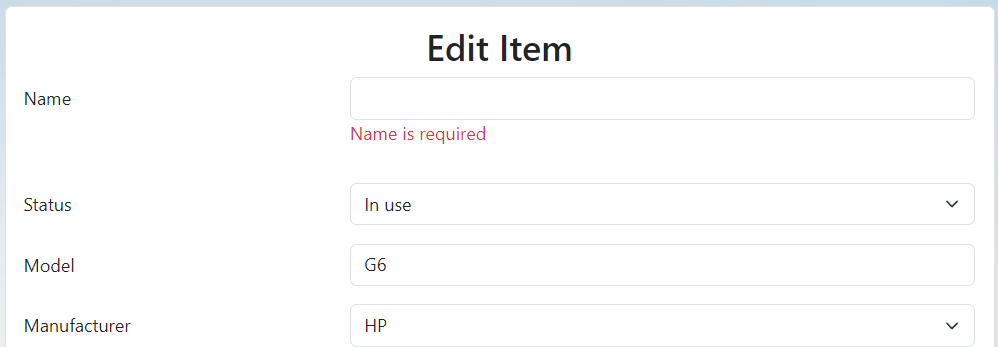 Edit Item
Name
Name is required
Status In use
Model G6
Manufacturer HP